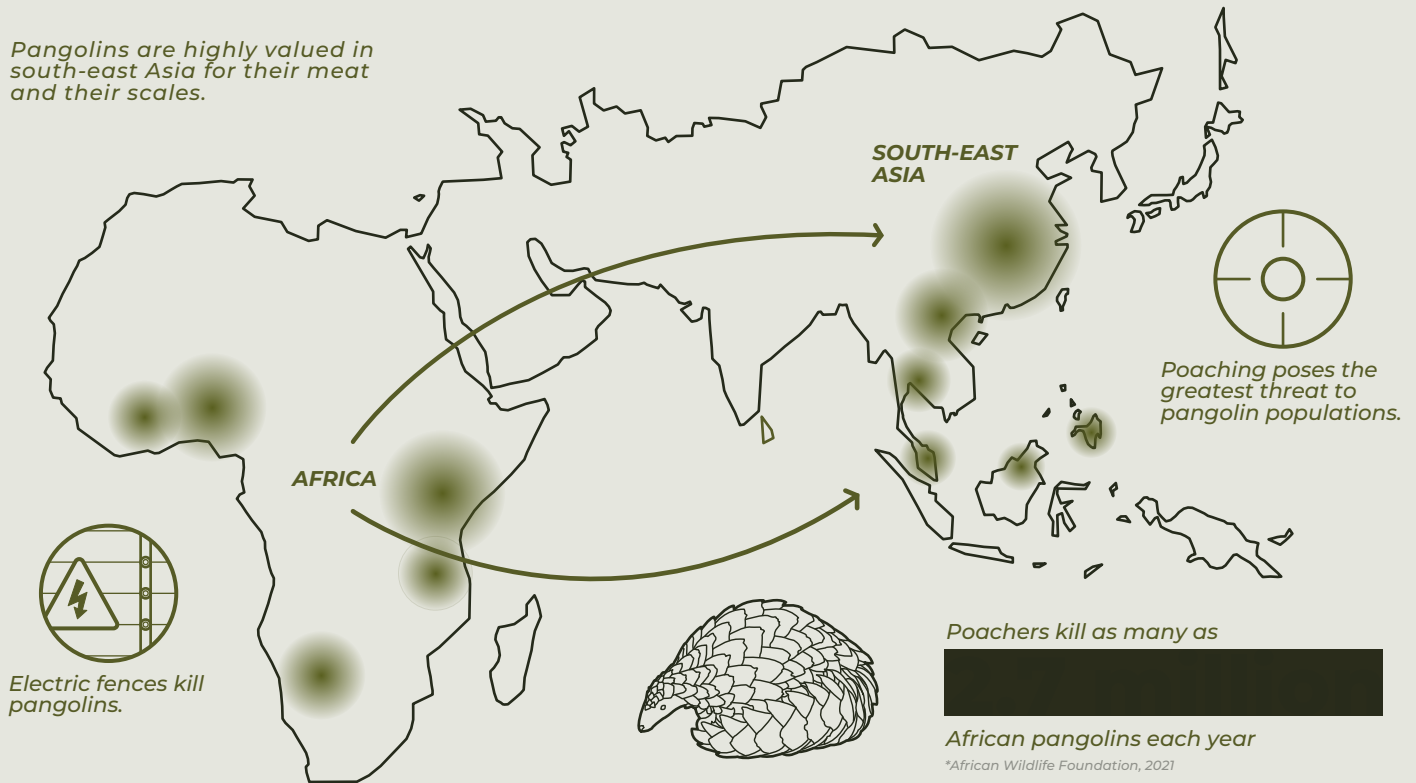 Pangolins are highly valued in
south-east Asia for their meat
and their scales.
SOUTH-EAST
ASIA
Poaching poses the
greatest threat to
pangolin populations.
AFRICA
Electric fences kill
pangolins.
Poachers kill as many as
African pangolins each year
*African Wildlife Foundation, 2021